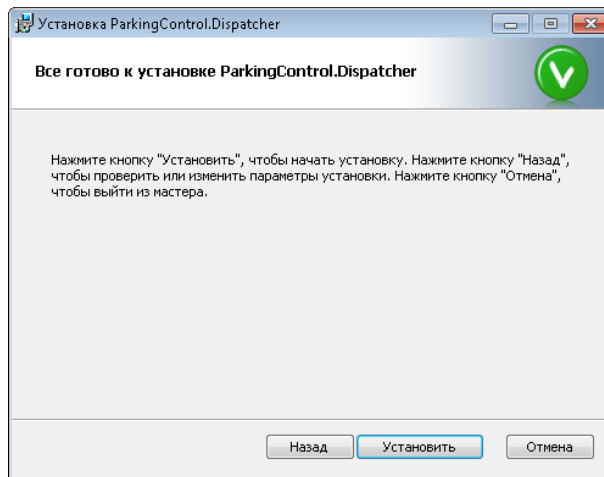 Установка ParkingControl.Dispatcher
Все готово к установке ParkingControl.Dispatcher
Нажмите кнопку "Установить", чтобы начать установку. Нажмите кнопку "Назад",
чтобы проверить или изменить параметры установки. Нажмите кнопку "Отмена",
чтобы выйти из мастера.
Назад
Установить
Отмена